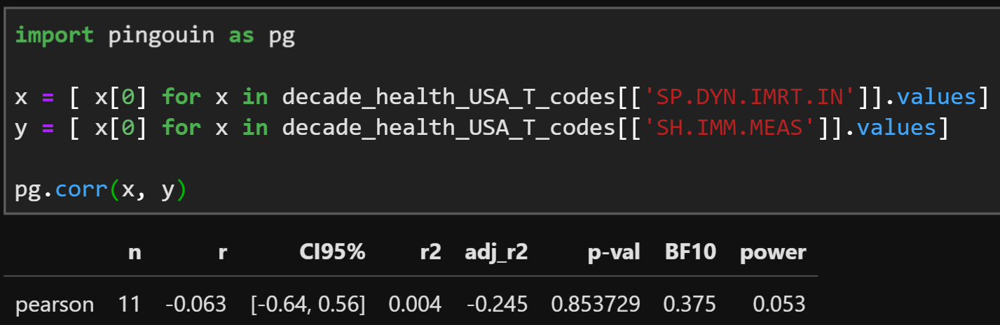 import pingouin as pg
x = [ x[0] for x in decade_health_USA_T_codes[['SP.DYN.IMRT.IN']].values]
y = [ x[0] for x in decade_health_USA_T_codes[['SH.IMM.MEAS']].values]
pg.corr(x, y)
n r CI95% r2 adj_r2 p-val BF10 power
pearson 11 -0.063 [-0.64, 0.56] 0.004 -0.245 0.853729 0.375 0.053